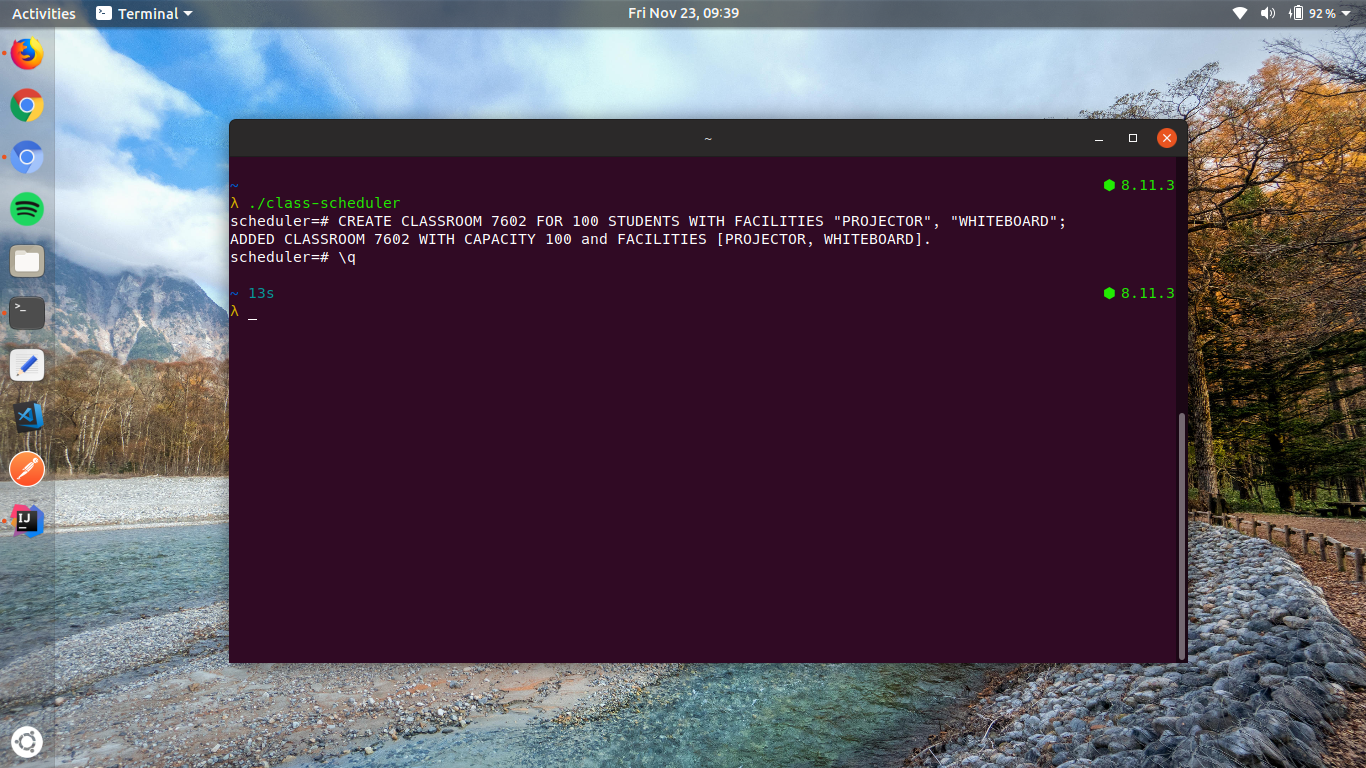 Activities Terminal Fri Nov 23, 09:39 92 %
~
~ 8.11.3
λ ./class-scheduler
scheduler=# CREATE CLASSROOM 7602 FOR 100 STUDENTS WITH FACILITIES "PROJECTOR", "WHITEBOARD";
ADDED CLASSROOM 7602 WITH CAPACITY 100 and FACILITIES [PROJECTOR, WHITEBOARD].
scheduler=# \q
~ 13s 8.11.3
λ _
>_
IJ